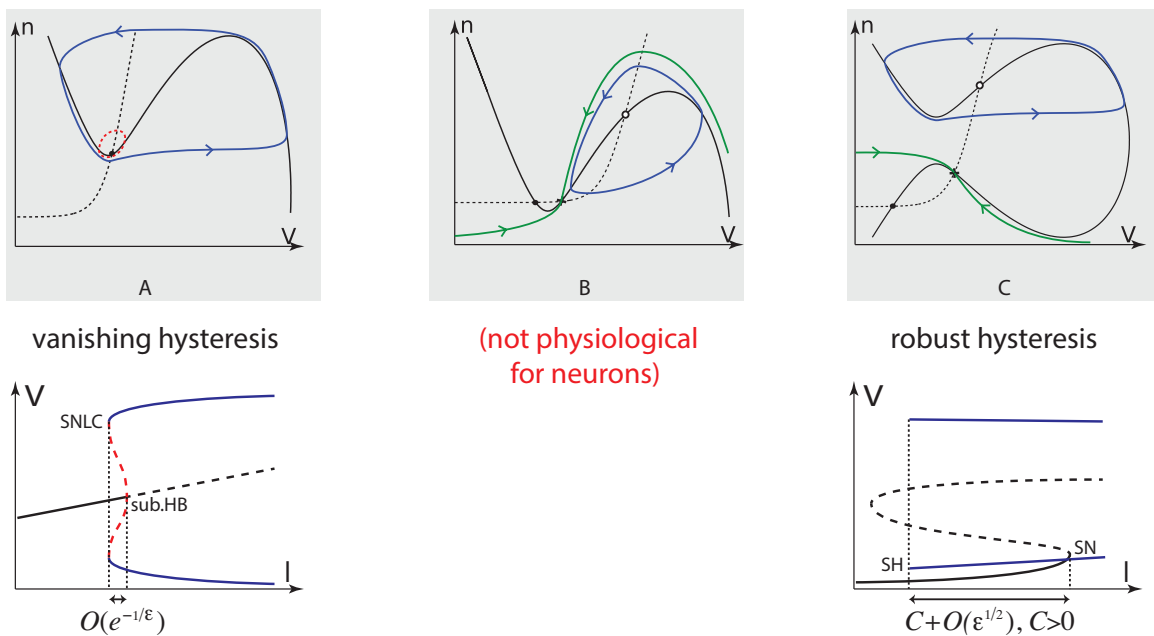 n
V
A
n
V
B
n
V
C
vanishing hysteresis
(not physiological
for neurons)
robust hysteresis
V
SNLC
sub.HB
I
O(e^{-1/ε})
V
SH
SN
I
C+O(ε^{1/2}), C>0